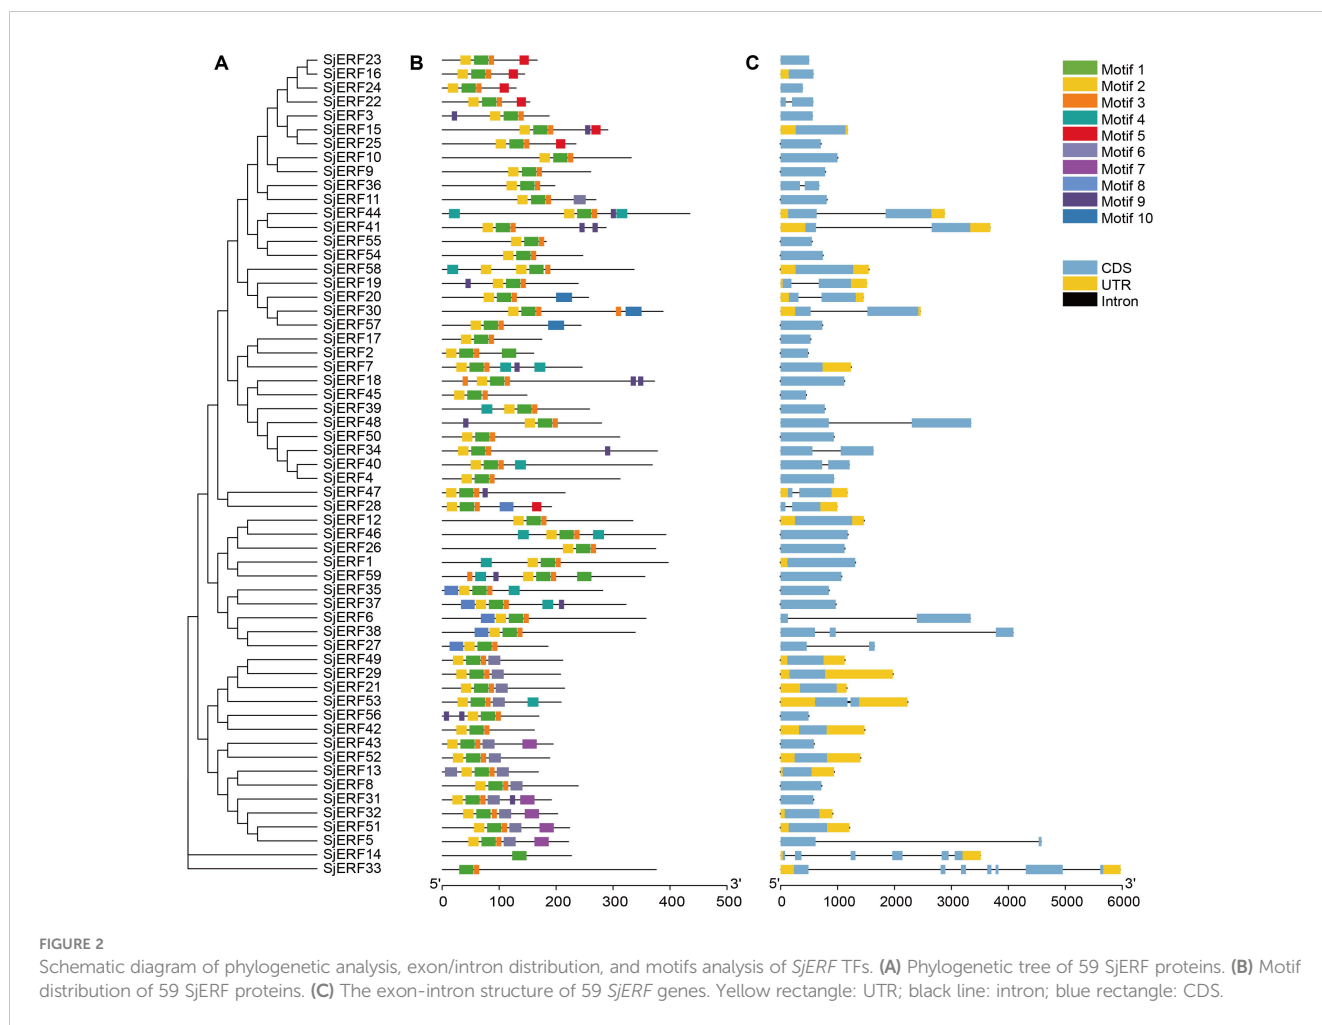 A
B
C
SjERF23
SjERF16
SjERF24
SjERF22
SjERF3
SjERF15
SjERF25
SjERF10
SjERF9
SjERF36
SjERF11
SjERF44
SjERF41
SjERF55
SjERF54
SjERF58
SjERF19
SjERF20
SjERF30
SjERF57
SjERF17
SjERF2
SjERF7
SjERF18
SjERF45
SjERF39
SjERF48
SjERF50
SjERF34
SjERF40
SjERF4
SjERF47
SjERF28
SjERF12
SjERF46
SjERF26
SjERF1
SjERF59
SjERF35
SjERF37
SjERF6
SjERF38
SjERF27
SjERF49
SjERF29
SjERF21
SjERF53
SjERF56
SjERF42
SjERF43
SjERF52
SjERF13
SjERF8
SjERF31
SjERF32
SjERF51
SjERF5
SjERF14
SjERF33
5' 3'
0 100 200 300 400 500
5' 3'
0 1000 2000 3000 4000 5000 6000
Motif 1
Motif 2
Motif 3
Motif 4
Motif 5
Motif 6
Motif 7
Motif 8
Motif 9
Motif 10
CDS
UTR
Intron
FIGURE 2
Schematic diagram of phylogenetic analysis, exon/intron distribution, and motifs analysis of SjERF TFs. (A) Phylogenetic tree of 59 SjERF proteins. (B) Motif
distribution of 59 SjERF proteins. (C) The exon-intron structure of 59 SjERF genes. Yellow rectangle: UTR; black line: intron; blue rectangle: CDS.